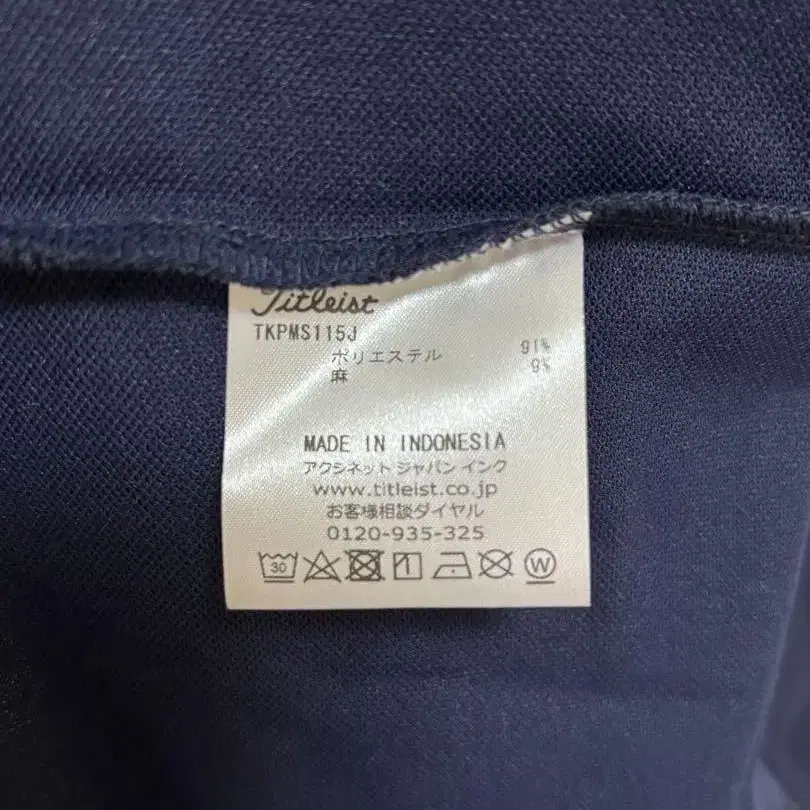 Titleist
TKPMS115J
ポリエステル 91%
麻 9%
MADE IN INDONESIA
アクシネット ジャパン インク
www.titleist.co.jp
お客様相談ダイヤル
0120-935-325
30 W